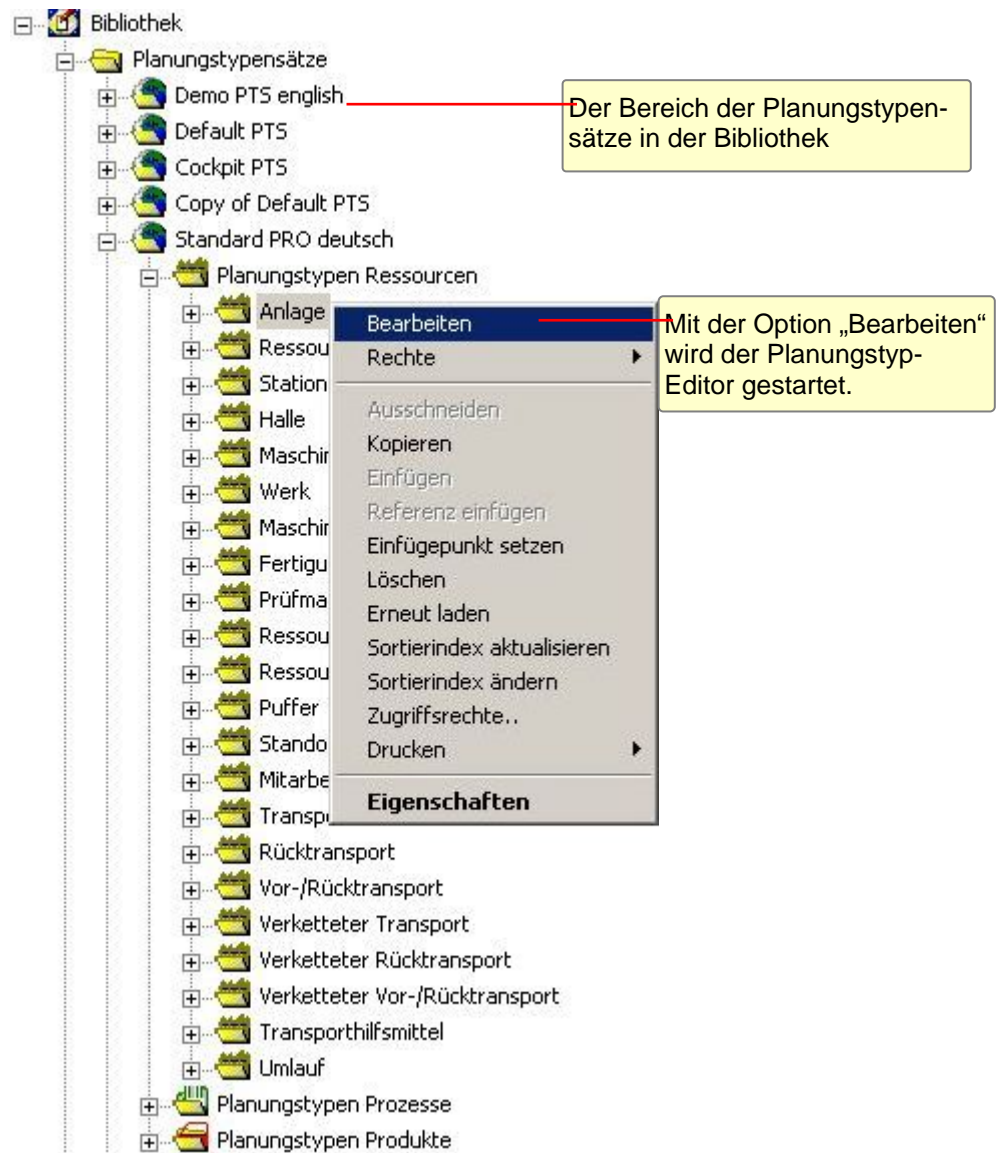 Bibliothek
Planungstypensätze
Demo PTS english
Der Bereich der Planungstypen-
sätze in der Bibliothek
Default PTS
Cockpit PTS
Copy of Default PTS
Standard PRO deutsch
Planungstypen Ressourcen
Anlage
Ressou
Station
Halle
Maschin
Werk
Maschin
Fertigu
Prüfma
Ressou
Ressou
Puffer
Stando
Mitarbe
Transpo
Rücktransport
Vor-/Rücktransport
Verketteter Transport
Verketteter Rücktransport
Verketteter Vor-/Rücktransport
Transporthilfsmittel
Umlauf
Planungstypen Prozesse
Planungstypen Produkte
Bearbeiten
Rechte
Ausschneiden
Kopieren
Einfügen
Referenz einfügen
Einfügepunkt setzen
Löschen
Erneut laden
Sortierindex aktualisieren
Sortierindex ändern
Zugriffsrechte..
Drucken
Eigenschaften
Mit der Option „Bearbeiten“
wird der Planungstyp-
Editor gestartet.